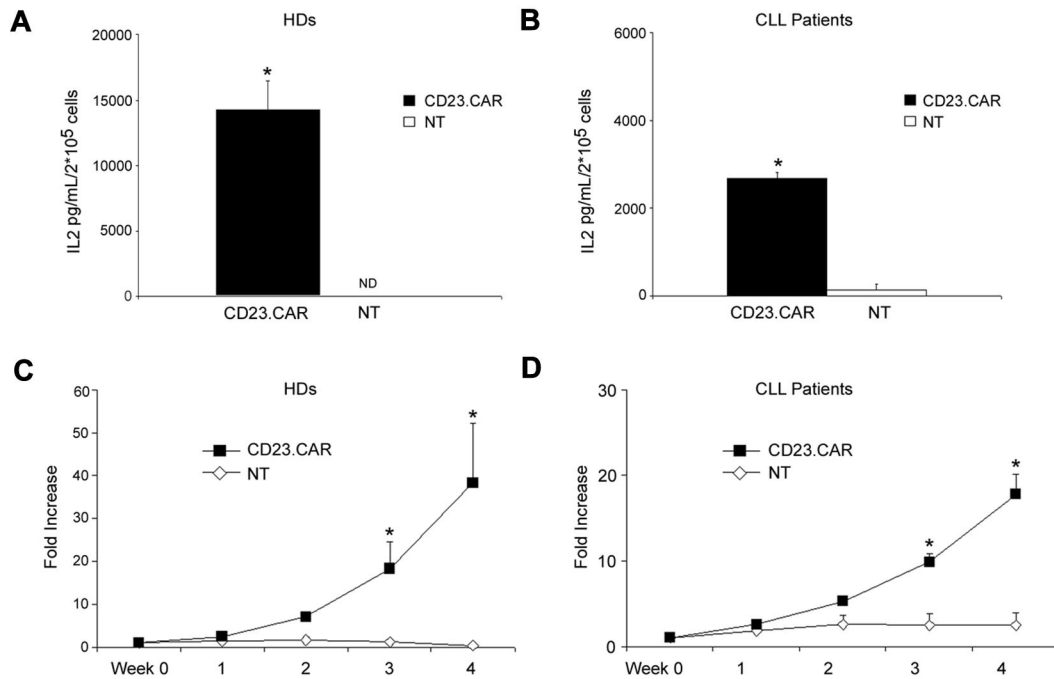 A
HDs
IL2 pg/mL/2*10⁵ cells
20000
15000
10000
5000
0
*
ND
CD23.CAR
NT
CD23.CAR NT
B
CLL Patients
IL2 pg/mL/2*10⁵ cells
6000
4000
2000
0
*
CD23.CAR
NT
CD23.CAR NT
C
HDs
Fold Increase
60
50
40
30
20
10
0
CD23.CAR
NT
*
*
Week 0 1 2 3 4
D
CLL Patients
Fold Increase
30
20
10
0
CD23.CAR
NT
*
*
Week 0 1 2 3 4